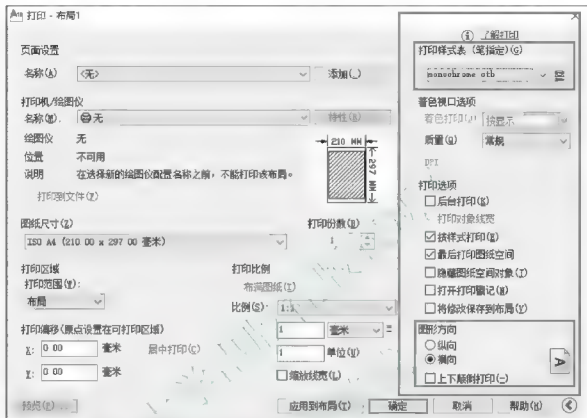 打印 - 布局1
了解打印
页面设置
名称(A) <无> 添加(_)
打印机/绘图仪
名称(M): 无 特性(R)
绘图仪 无
位置 不可用
说明 在选择新的绘图仪配置名称之前，不能打印该布局。
打印到文件(F)
210 MM
297 MM
图纸尺寸(Z)
ISO A4 (210.00 x 297.00 毫米)
打印份数(B)
1
打印区域
打印范围(W):
布局
打印比例
布满图纸(I)
比例(S): 1:1
打印偏移(原点设置在可打印区域)
X: 0.00 毫米 居中打印(C)
Y: 0.00 毫米
1 毫米 =
1 单位(U)
缩放线宽(L)
预览(P)...
应用到布局(T) 确定 取消 帮助(H)
打印样式表 (笔指定)(G)
monochrome.ctb
着色视口选项
着色打印(D) 按显示
质量(Q) 常规
DPI
打印选项
后台打印(K)
打印对象线宽
按样式打印(E)
最后打印图纸空间
隐藏图纸空间对象(J)
打开打印戳记(N)
将修改保存到布局(V)
图形方向
纵向
横向
上下颠倒打印(-)
A